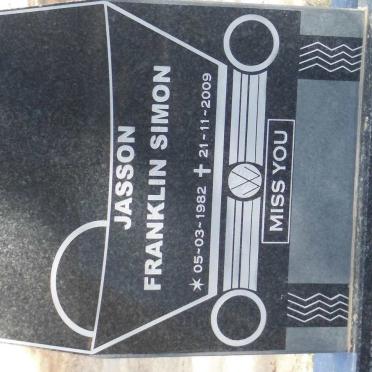 JASSON
FRANKLIN SIMON
* 05-03-1982 + 21-11-2009
MISS YOU